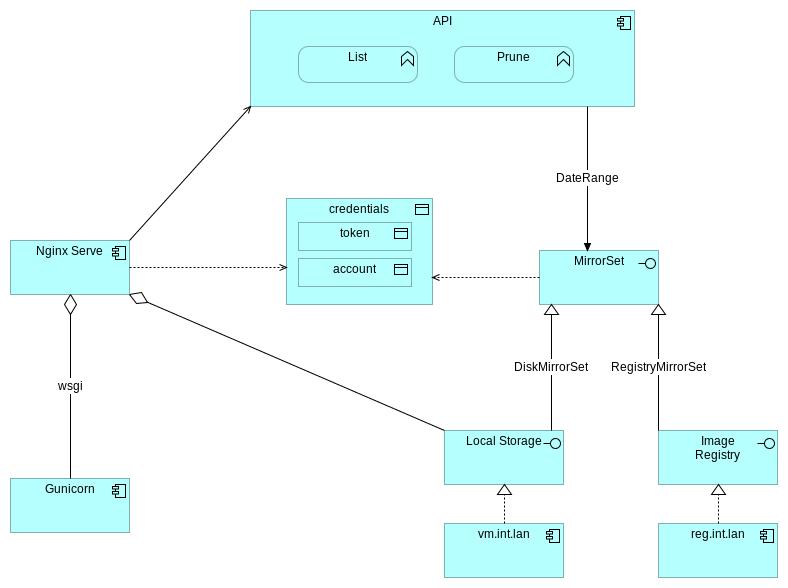 API
List
Prune
DateRange
credentials
token
account
Nginx Serve
MirrorSet
DiskMirrorSet
RegistryMirrorSet
wsgi
Local Storage
Image
Registry
Gunicorn
vm.int.lan
reg.int.lan